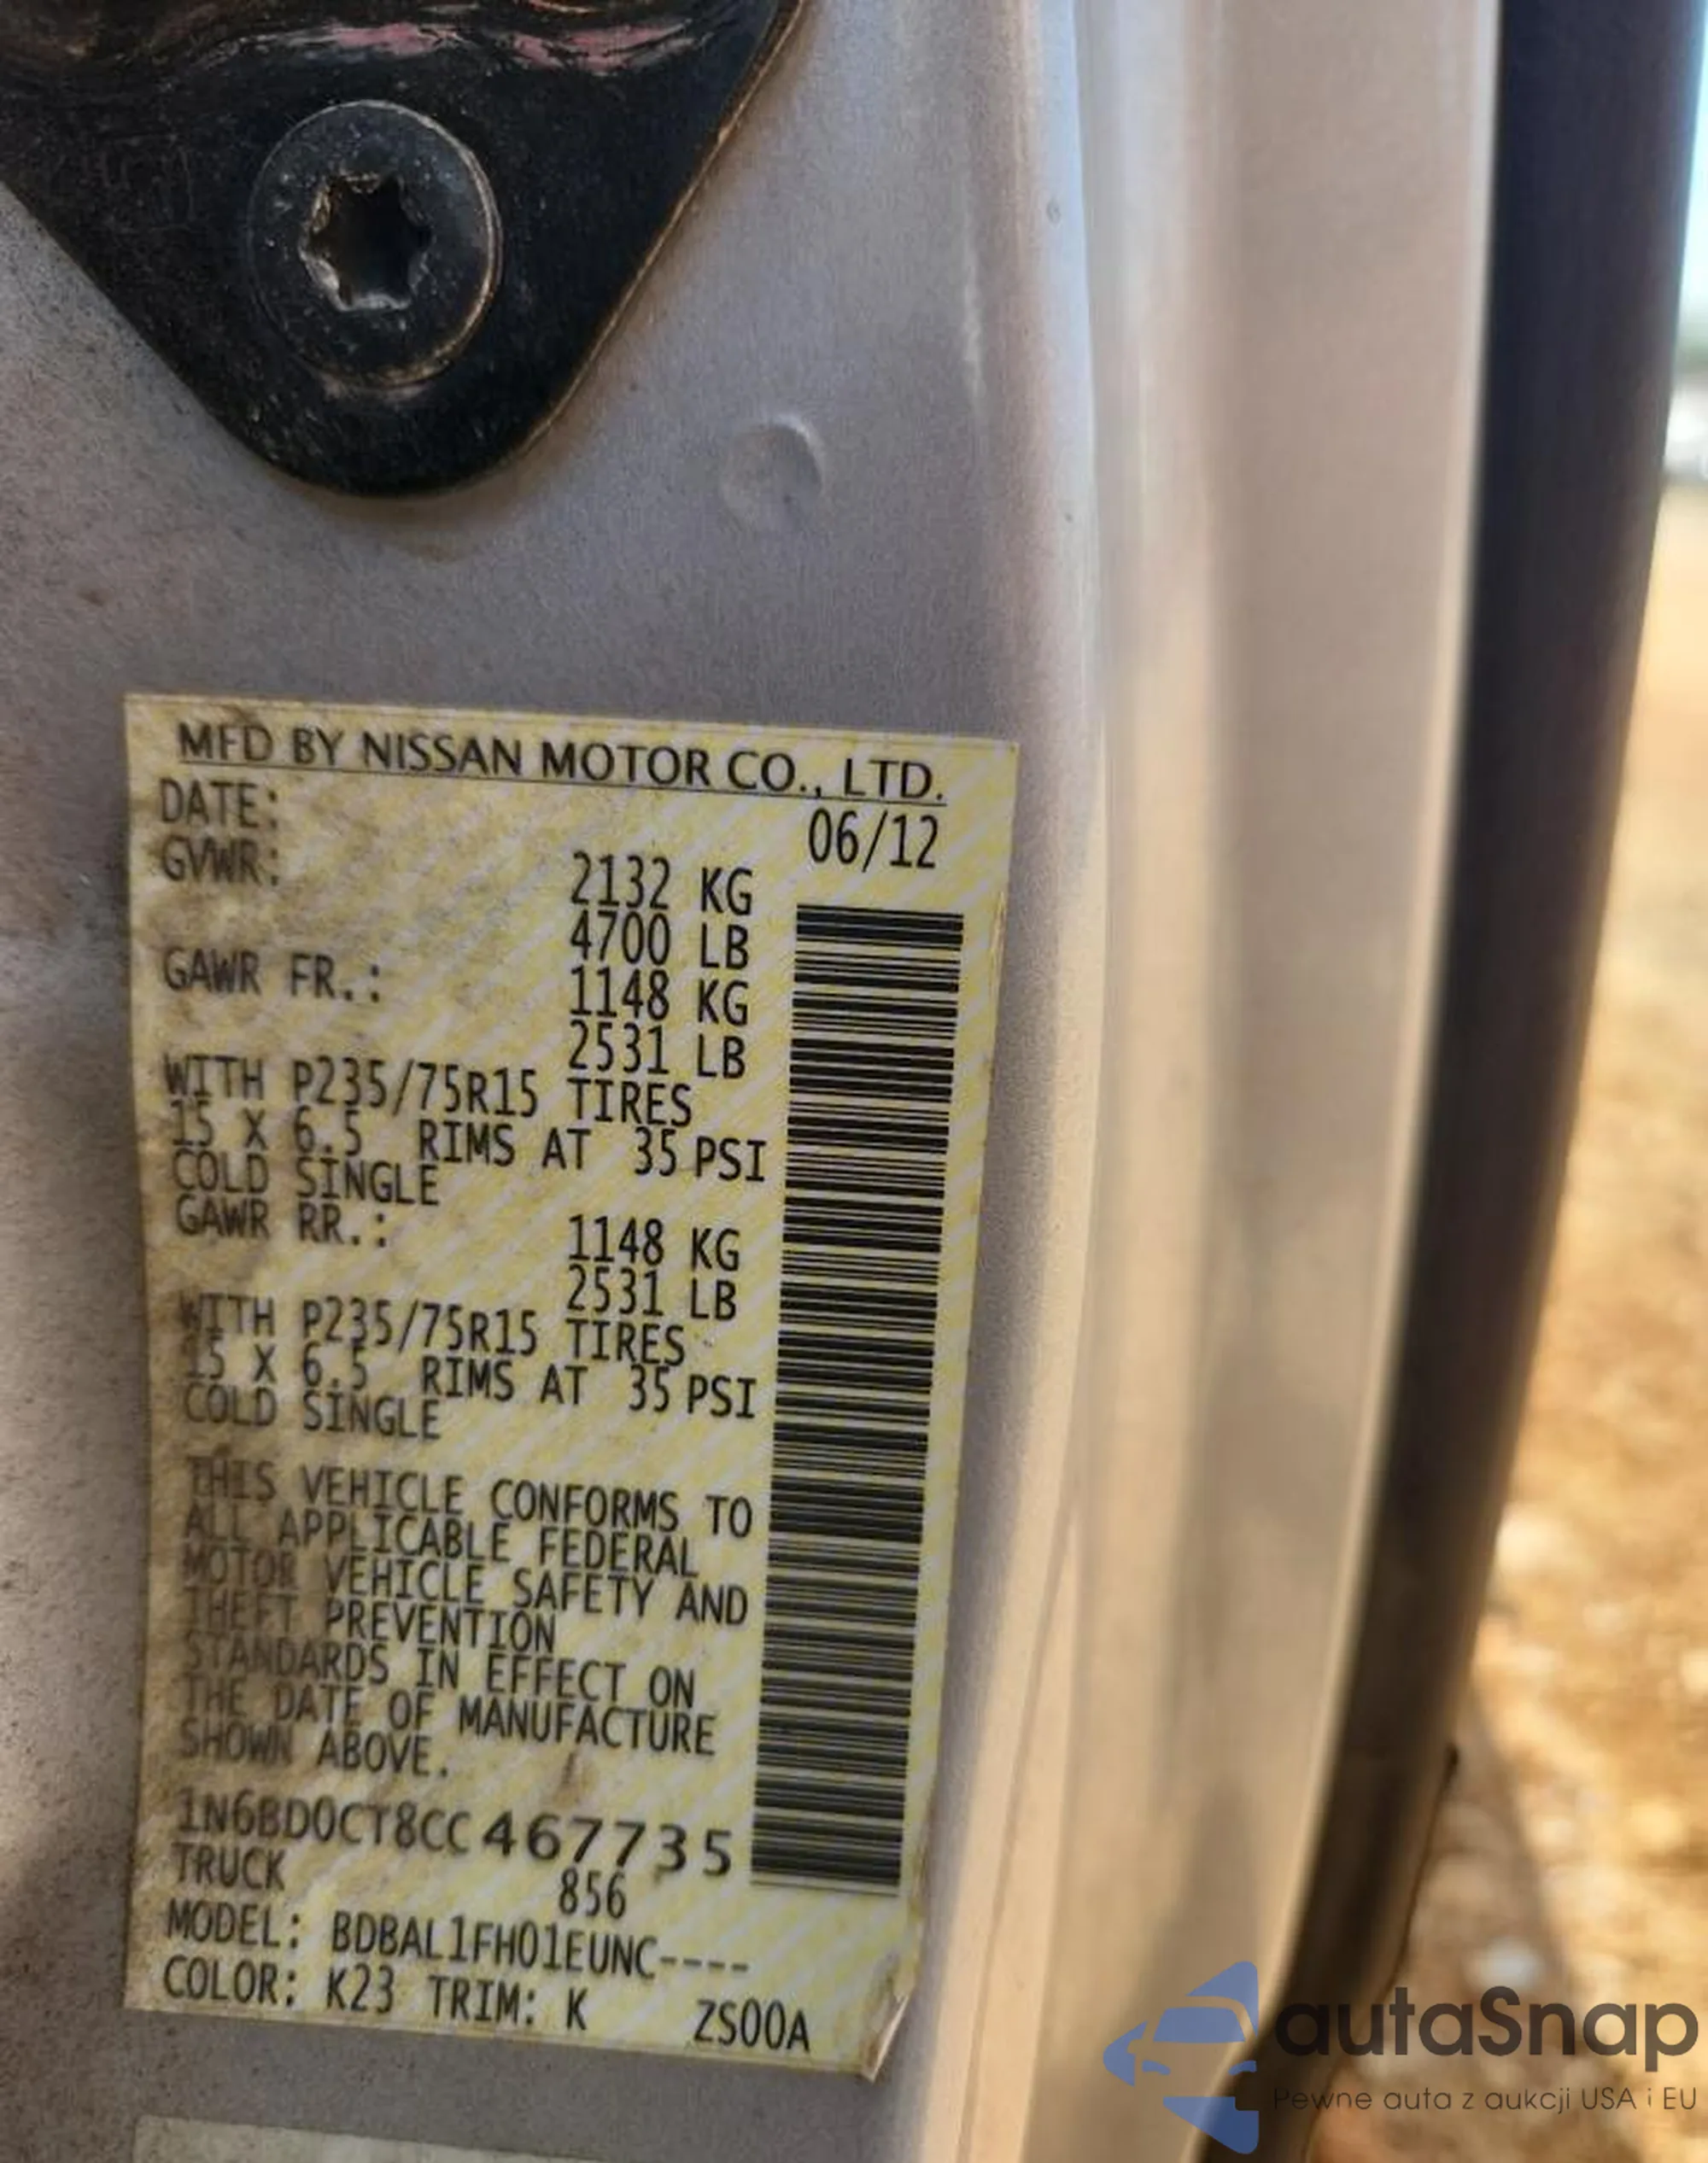 MFD BY NISSAN MOTOR CO., LTD.
DATE: 06/12
GVWR: 2132 KG
4700 LB
GAWR FR.: 1148 KG
2531 LB
WITH P235/75R15 TIRES
15 X 6.5 RIMS AT 35 PSI
COLD SINGLE
GAWR RR.: 1148 KG
2531 LB
WITH P235/75R15 TIRES
15 X 6.5 RIMS AT 35 PSI
COLD SINGLE
THIS VEHICLE CONFORMS TO
ALL APPLICABLE FEDERAL
MOTOR VEHICLE SAFETY AND
THEFT PREVENTION
STANDARDS IN EFFECT ON
THE DATE OF MANUFACTURE
SHOWN ABOVE.
1N6BD0CT8CC467735
TRUCK 856
MODEL: BDBAL1FH01EUNC----
COLOR: K23 TRIM: K ZS00A
autaSnap
Pewne auta z aukcji USA i EU